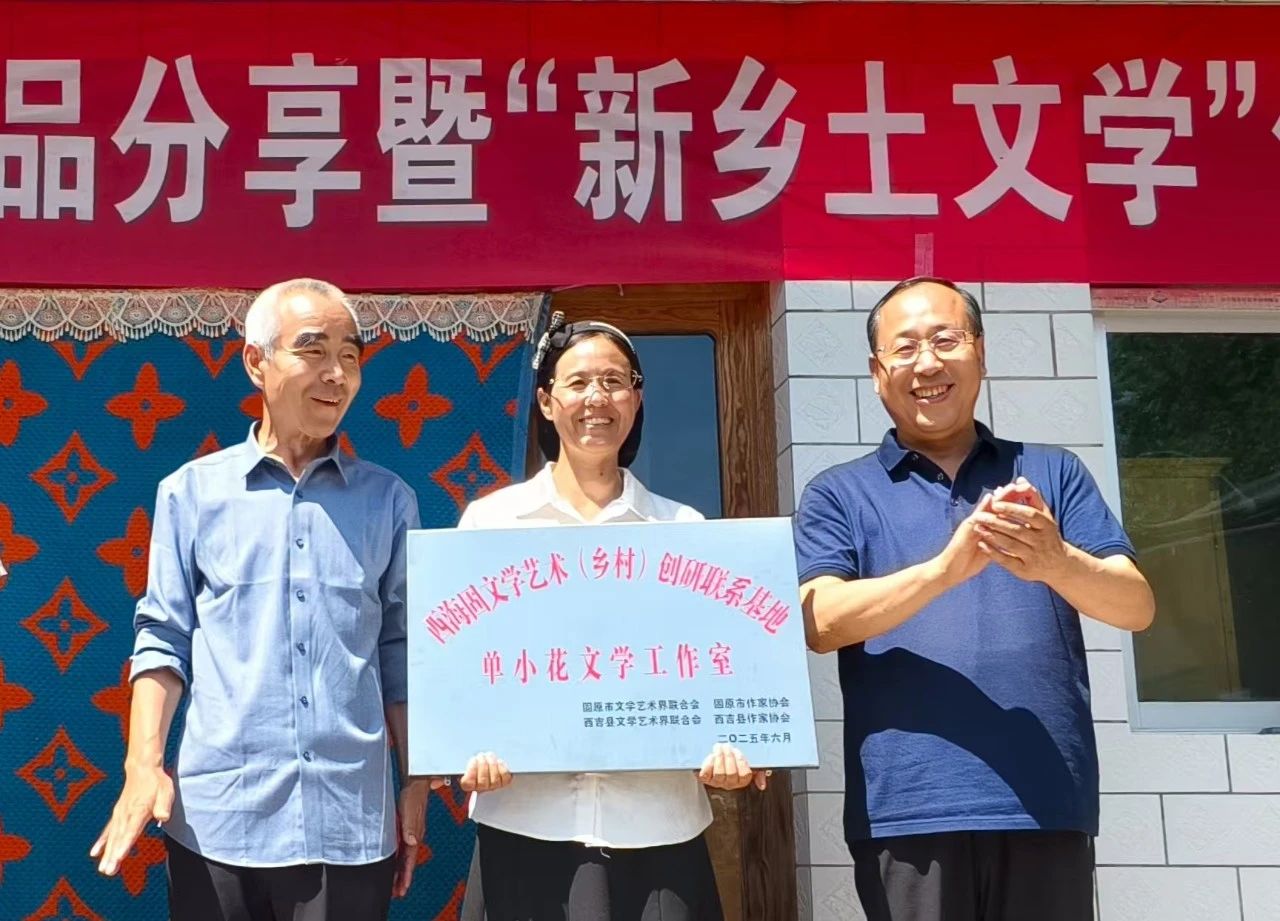 品分享暨“新乡土文学”
西海固文学艺术（乡村）创研联系基地
单小花文学工作室
固原市文学艺术界联合会 固原市作家协会
西吉县文学艺术界联合会 西吉县作家协会
二〇二五年六月